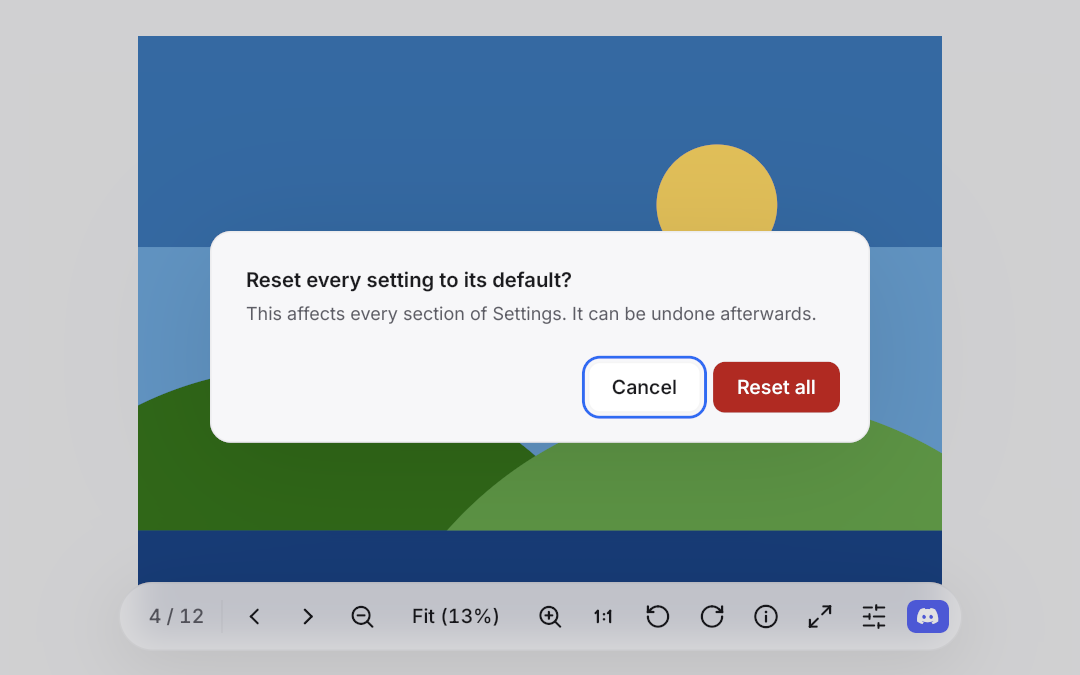 Reset every setting to its default?
This affects every section of Settings. It can be undone afterwards.
Cancel Reset all
4 / 12 Fit (13%) 1:1